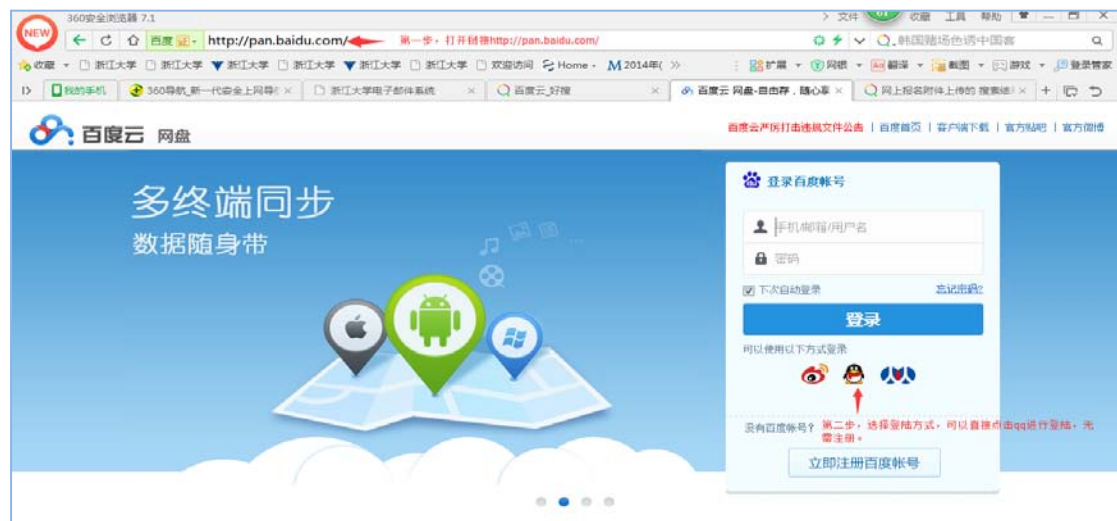 360安全浏览器 7.1
文件 收藏 工具 帮助
NEW
百度 证
http://pan.baidu.com/
第一步,打开链接http://pan.baidu.com/
韩国赌场色诱中国客
收藏 浙江大学 浙江大学 浙江大学 浙江大学 浙江大学 浙江大学 欢迎访问 Home - M 2014年( 扩展 网银 翻译 截图 游戏 登录管家
我的手机 360导航_新一代安全上网导 浙江大学电子邮件系统 百度云_好搜 百度云 网盘-自由存,随心享 网上报名附件上传的
百度云 网盘
百度云严厉打击违规文件公告 | 百度首页 | 客户端下载 | 官方贴吧 | 官方微博
多终端同步
数据随身带
登录百度帐号
手机/邮箱/用户名
密码
下次自动登录 忘记密码?
登录
可以使用以下方式登录
没有百度帐号?
第二步,选择登陆方式,可以直接点击qq进行登陆,无
需注册。
立即注册百度帐号